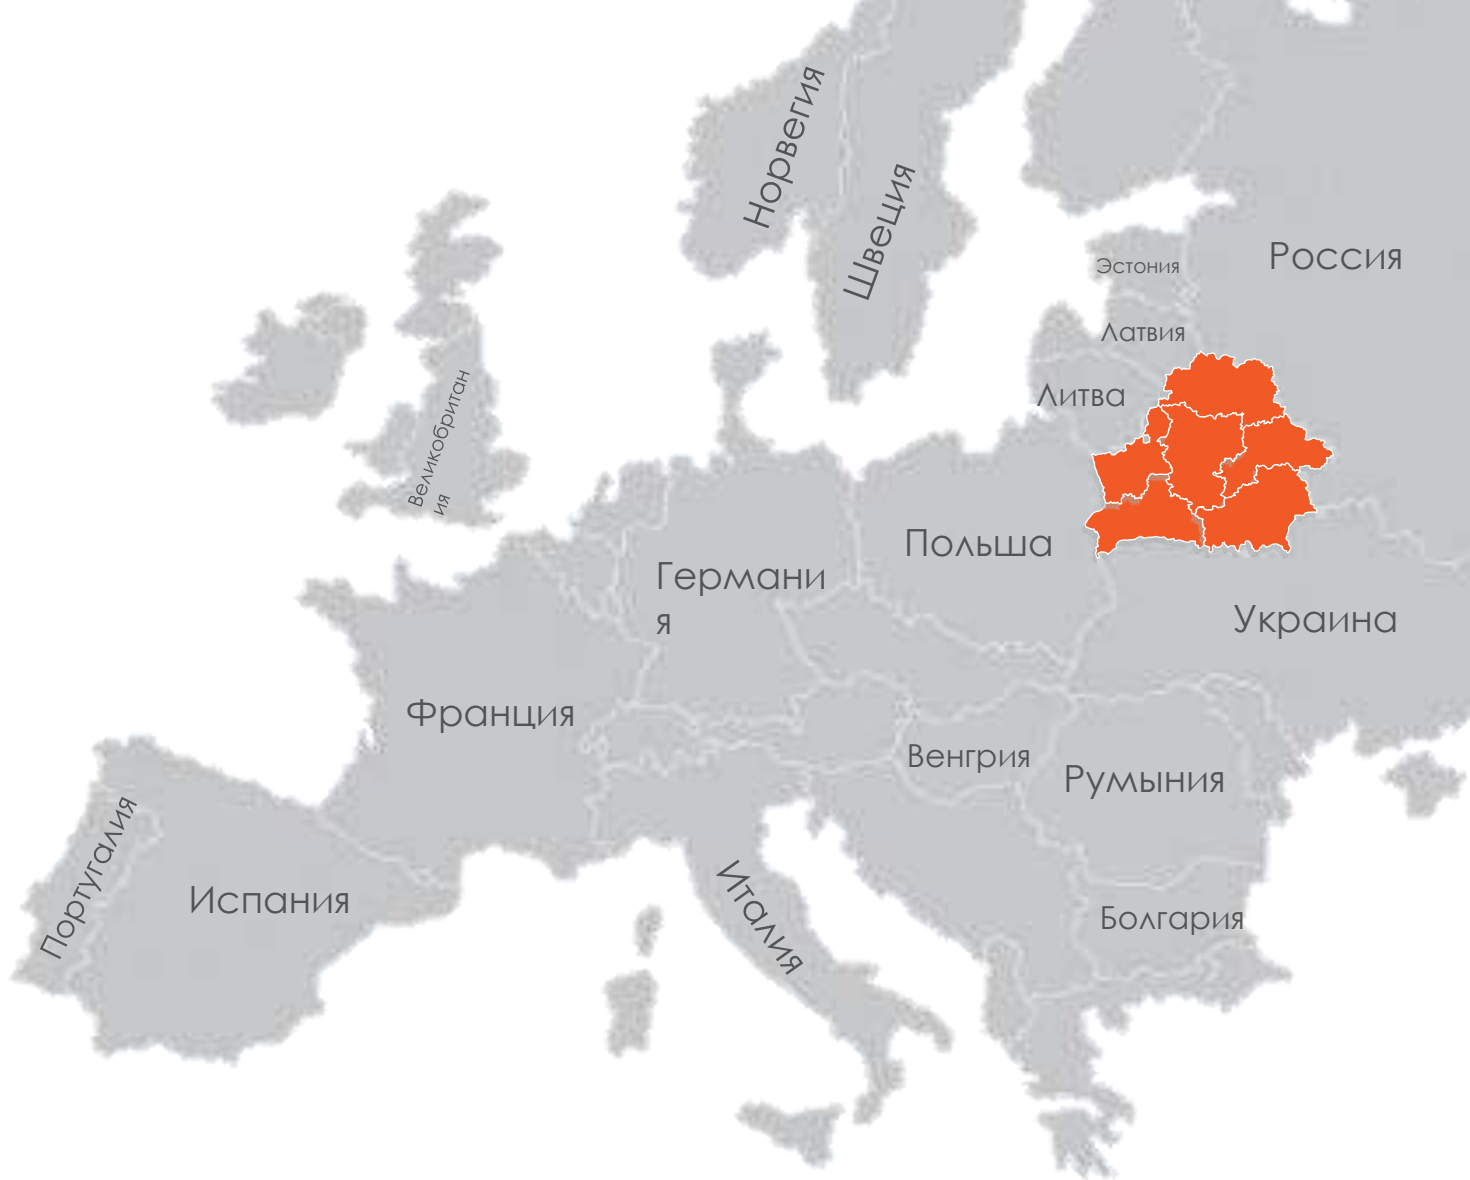 Норвегия
Швеция
Эстония
Россия
Латвия
Литва
Великобритан
ия
Польша
Германи
я
Украина
Франция
Венгрия
Румыния
Португалия
Испания
Италия
Болгария